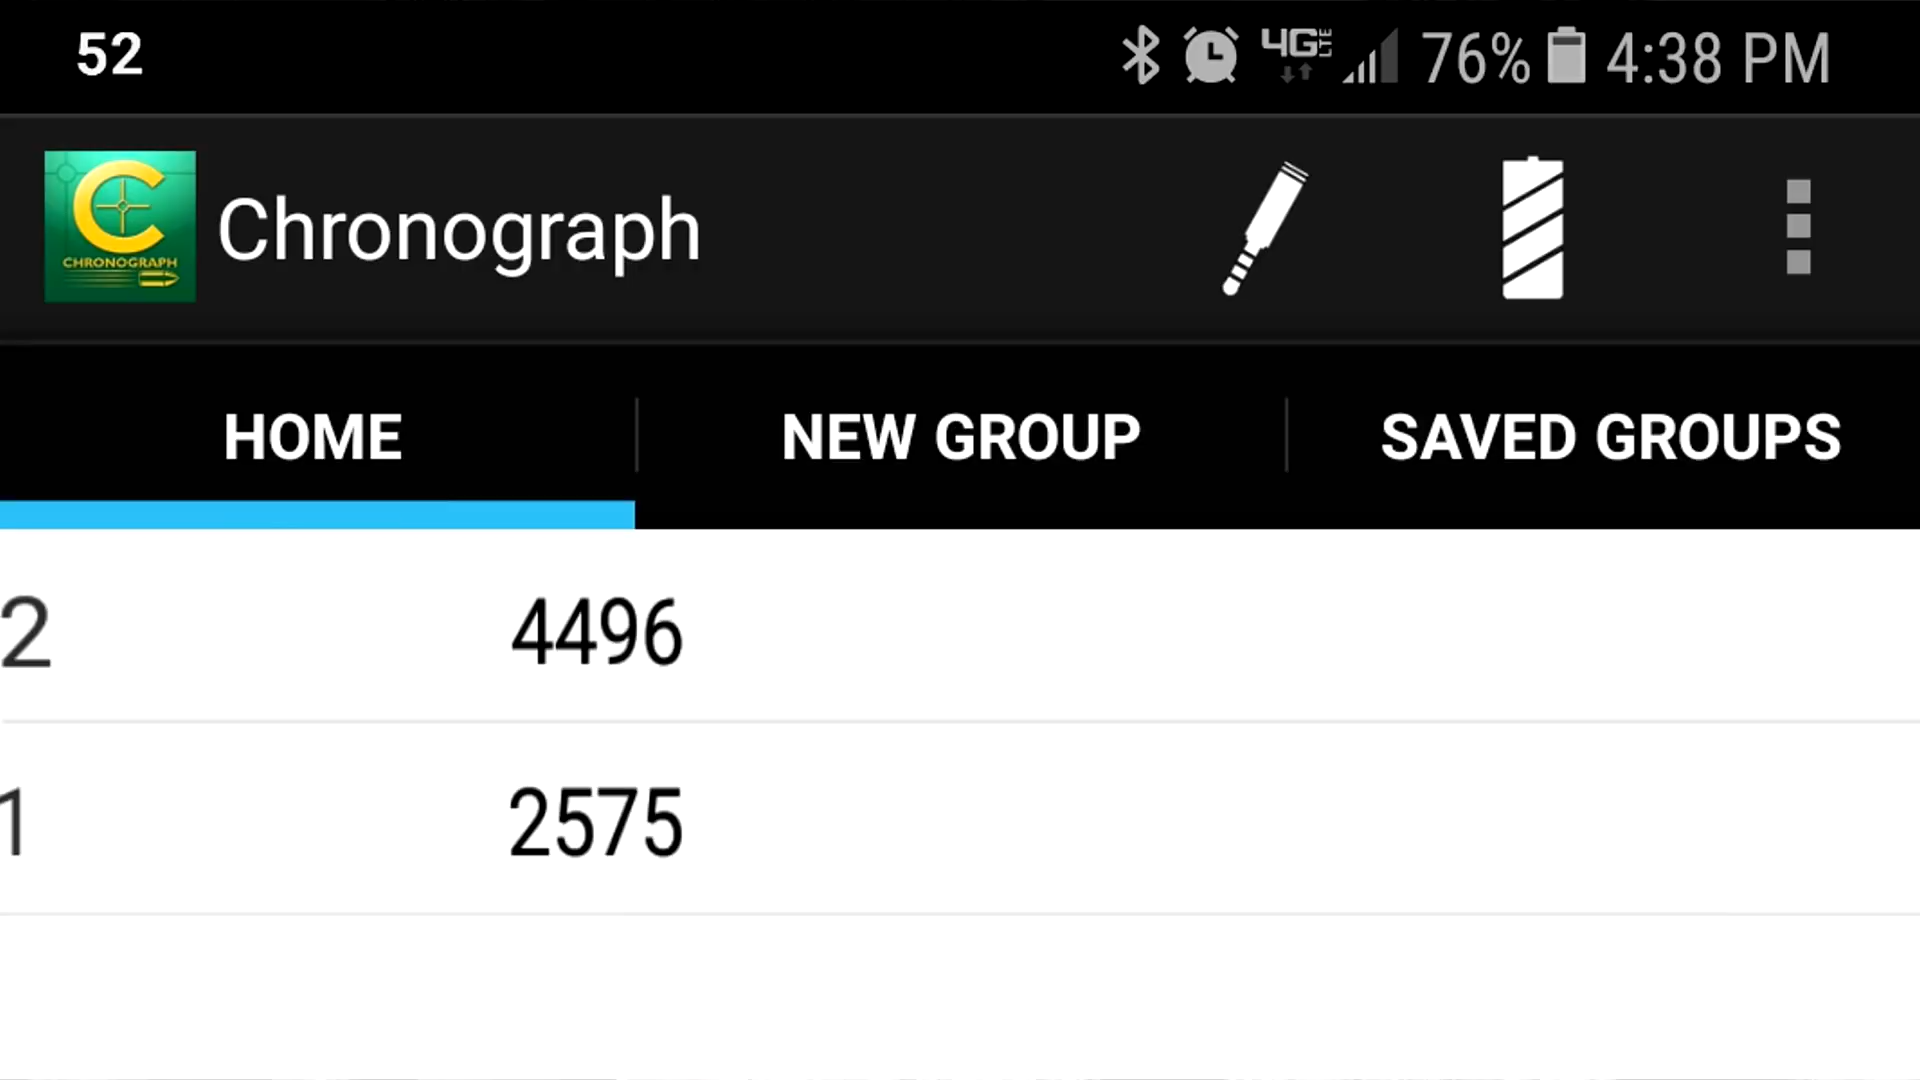 52 4G LTE 76% 4:38 PM
CHRONOGRAPH
Chronograph
HOME NEW GROUP SAVED GROUPS
2 4496
1 2575